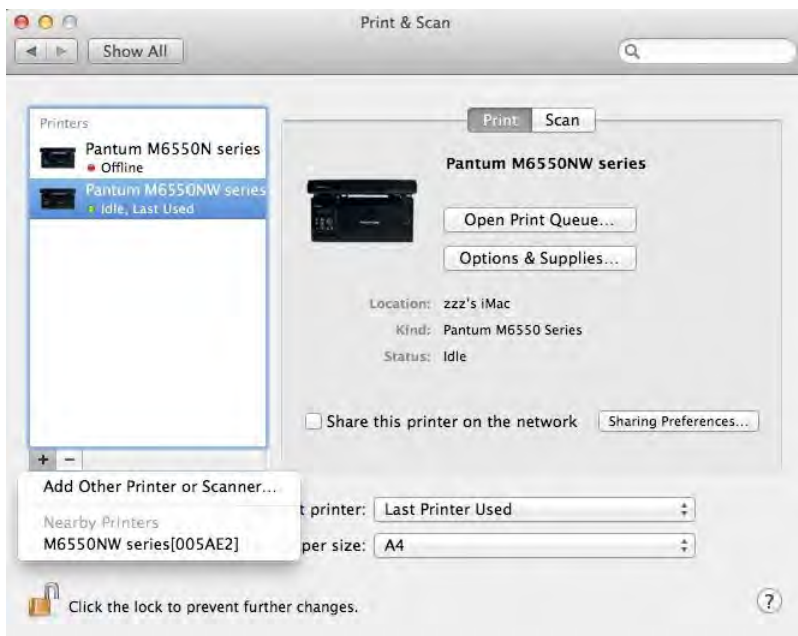 Print & Scan
Show All
Printers
Pantum M6550N series
Offline
Pantum M6550NW series
Idle, Last Used
Print Scan
Pantum M6550NW series
Open Print Queue...
Options & Supplies...
Location: zzz's iMac
Kind: Pantum M6550 Series
Status: Idle
Share this printer on the network Sharing Preferences...
+ −
Add Other Printer or Scanner...
Nearby Printers
M6550NW series[005AE2]
t printer: Last Printer Used
per size: A4
Click the lock to prevent further changes.
?